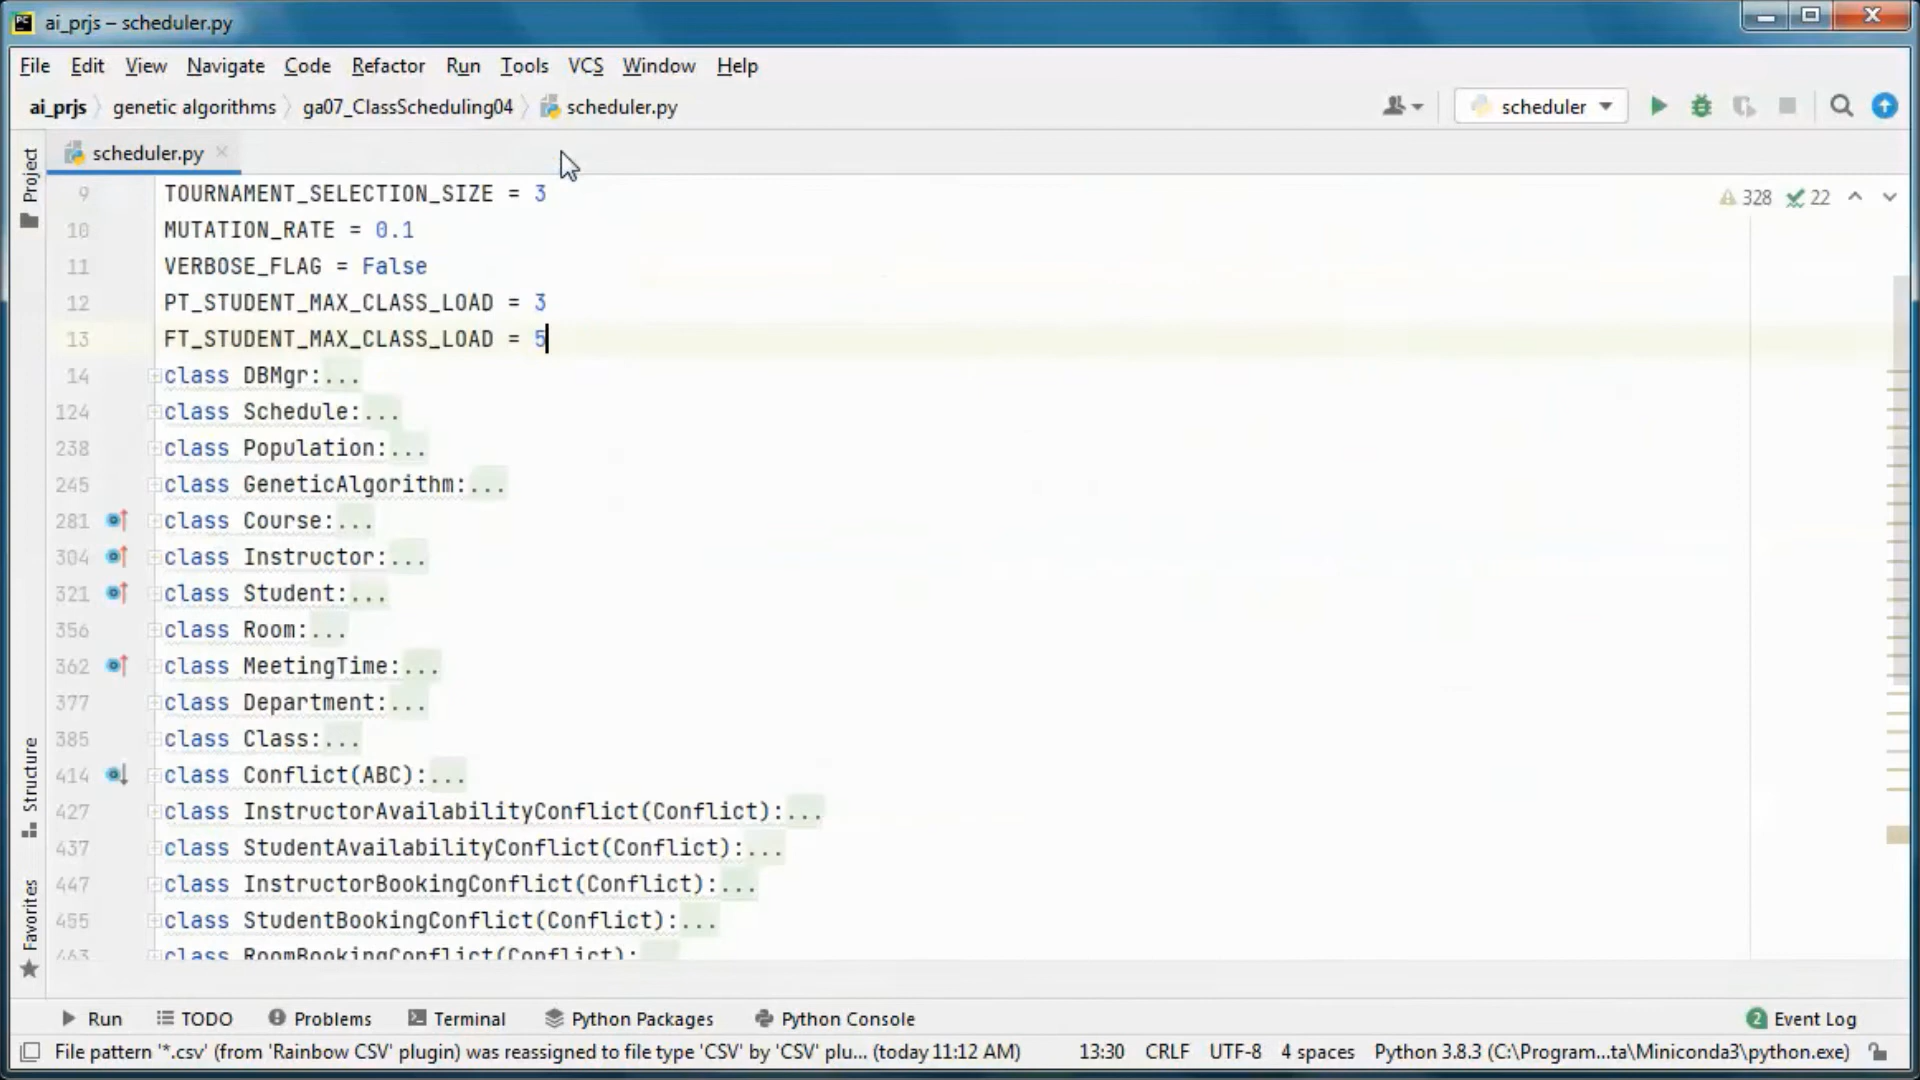 ai_prjs – scheduler.py
File Edit View Navigate Code Refactor Run Tools VCS Window Help
ai_prjs genetic algorithms ga07_ClassScheduling04 scheduler.py scheduler
scheduler.py
Project
9 TOURNAMENT_SELECTION_SIZE = 3
328 22
10 MUTATION_RATE = 0.1
11 VERBOSE_FLAG = False
12 PT_STUDENT_MAX_CLASS_LOAD = 3
13 FT_STUDENT_MAX_CLASS_LOAD = 5
14 class DBMgr:...
124 class Schedule:...
238 class Population:...
245 class GeneticAlgorithm:...
281 class Course:...
304 class Instructor:...
321 class Student:...
356 class Room:...
362 class MeetingTime:...
377 class Department:...
385 class Class:...
414 class Conflict(ABC):...
427 class InstructorAvailabilityConflict(Conflict):...
437 class StudentAvailabilityConflict(Conflict):...
447 class InstructorBookingConflict(Conflict):...
455 class StudentBookingConflict(Conflict):...
463 class RoomBookingConflict(Conflict):
Structure
Favorites
Run TODO Problems Terminal Python Packages Python Console 2 Event Log
File pattern '*.csv' (from 'Rainbow CSV' plugin) was reassigned to file type 'CSV' by 'CSV' plu... (today 11:12 AM) 13:30 CRLF UTF-8 4 spaces Python 3.8.3 (C:\Program...ta\Miniconda3\python.exe)